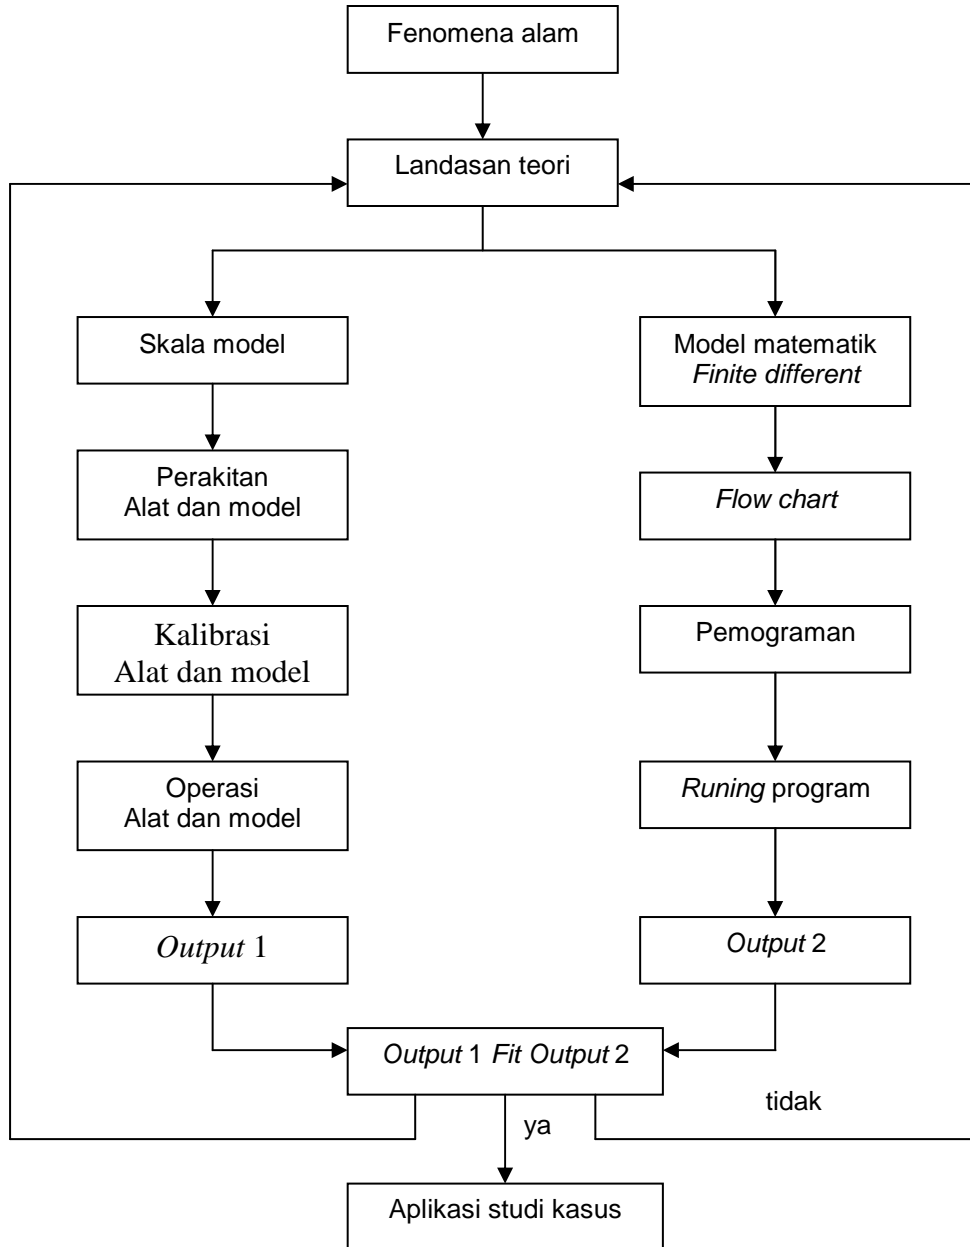 Fenomena alam
Landasan teori
Skala model
Perakitan
Alat dan model
Kalibrasi
Alat dan model
Operasi
Alat dan model
Output 1
Model matematik
Finite different
Flow chart
Pemograman
Runing program
Output 2
Output 1 Fit Output 2
tidak
ya
Aplikasi studi kasus